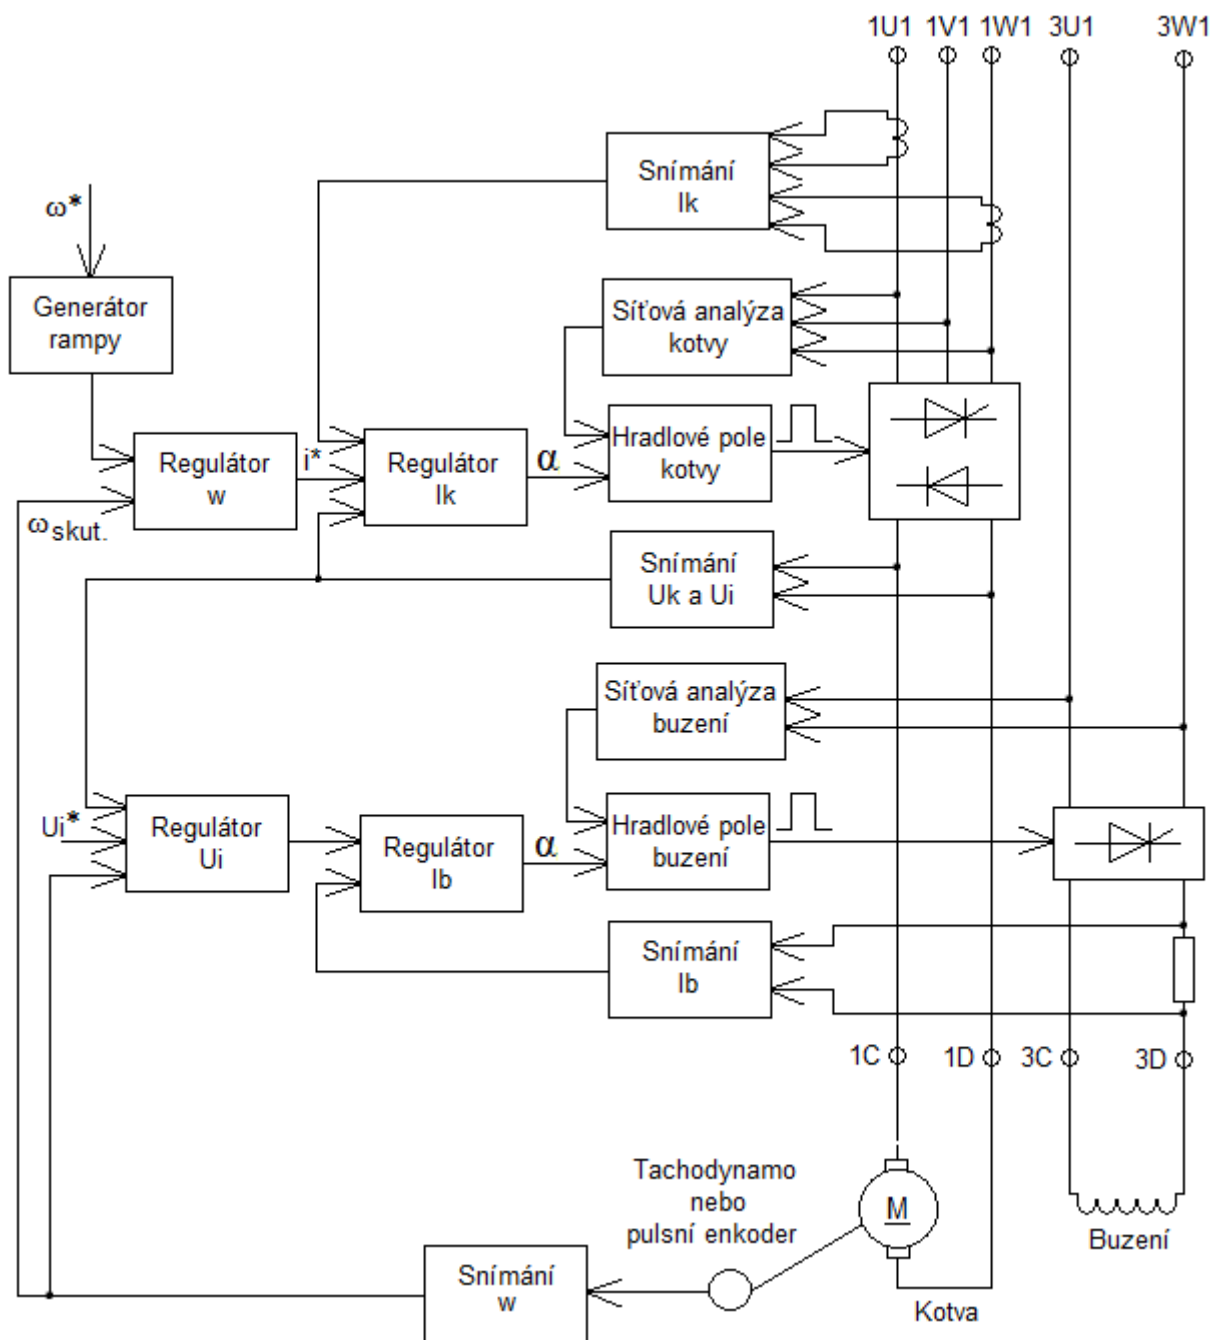 1U1 1V1 1W1 3U1 3W1
Snímání
Ik
ω*
Generátor
rampy
Síťová analýza
kotvy
Hradlové pole
kotvy
Regulátor
w
i*
Regulátor
Ik
α
ωskut.
Snímání
Uk a Ui
Síťová analýza
buzení
Ui*
Regulátor
Ui
Regulátor
Ib
α
Hradlové pole
buzení
Snímání
Ib
1C 1D 3C 3D
Tachodynamo
nebo
pulsní enkoder
M
Buzení
Snímání
w
Kotva